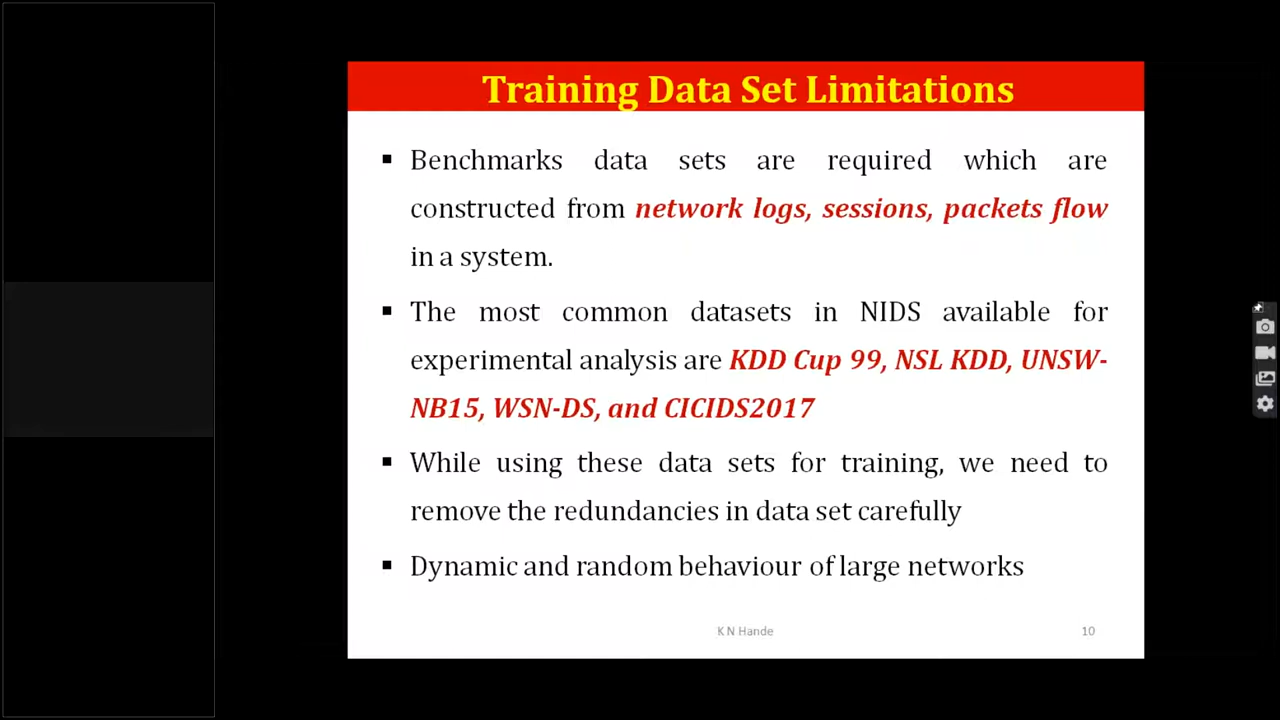 Training Data Set Limitations
▪ Benchmarks data sets are required which are
constructed from network logs, sessions, packets flow
in a system.
▪ The most common datasets in NIDS available for
experimental analysis are KDD Cup 99, NSL KDD, UNSW-
NB15, WSN-DS, and CICIDS2017
▪ While using these data sets for training, we need to
remove the redundancies in data set carefully
▪ Dynamic and random behaviour of large networks
K N Hande
10